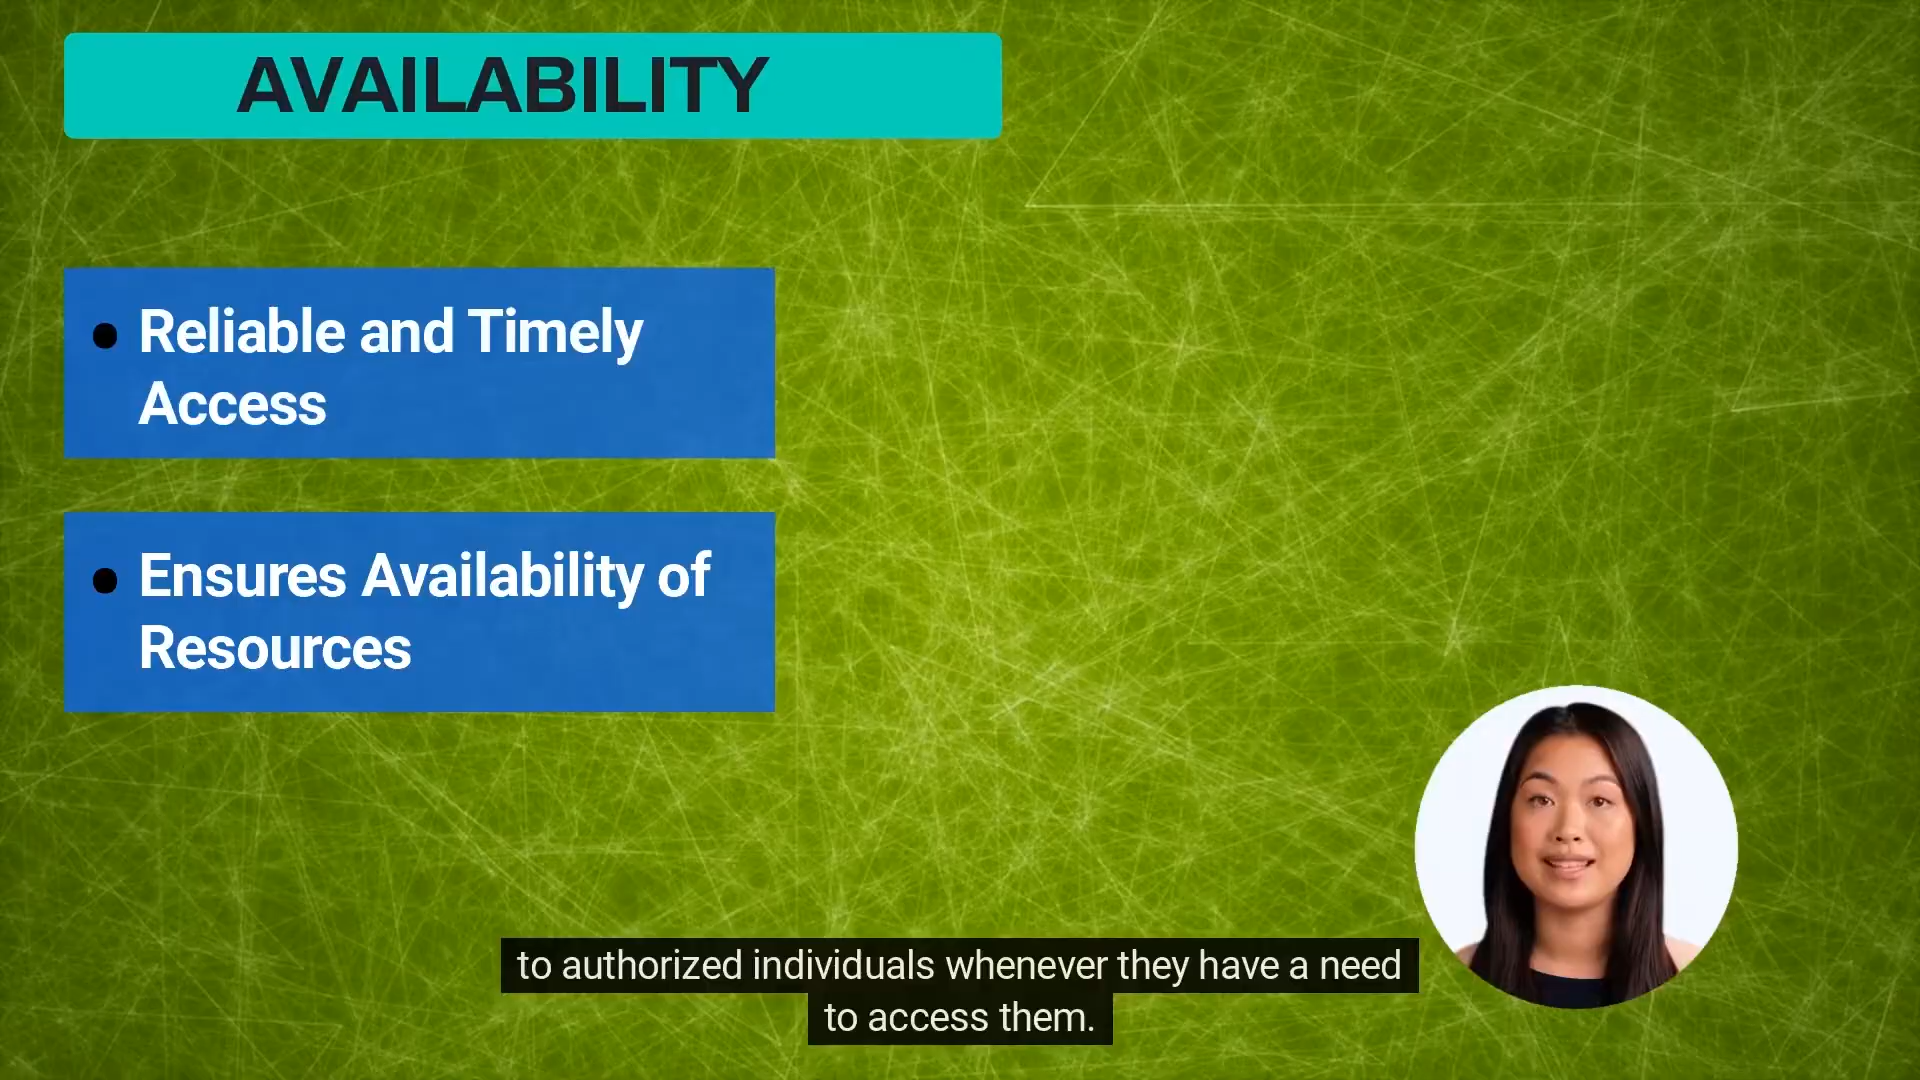 AVAILABILITY
• Reliable and Timely
Access
• Ensures Availability of
Resources
to authorized individuals whenever they have a need
to access them.